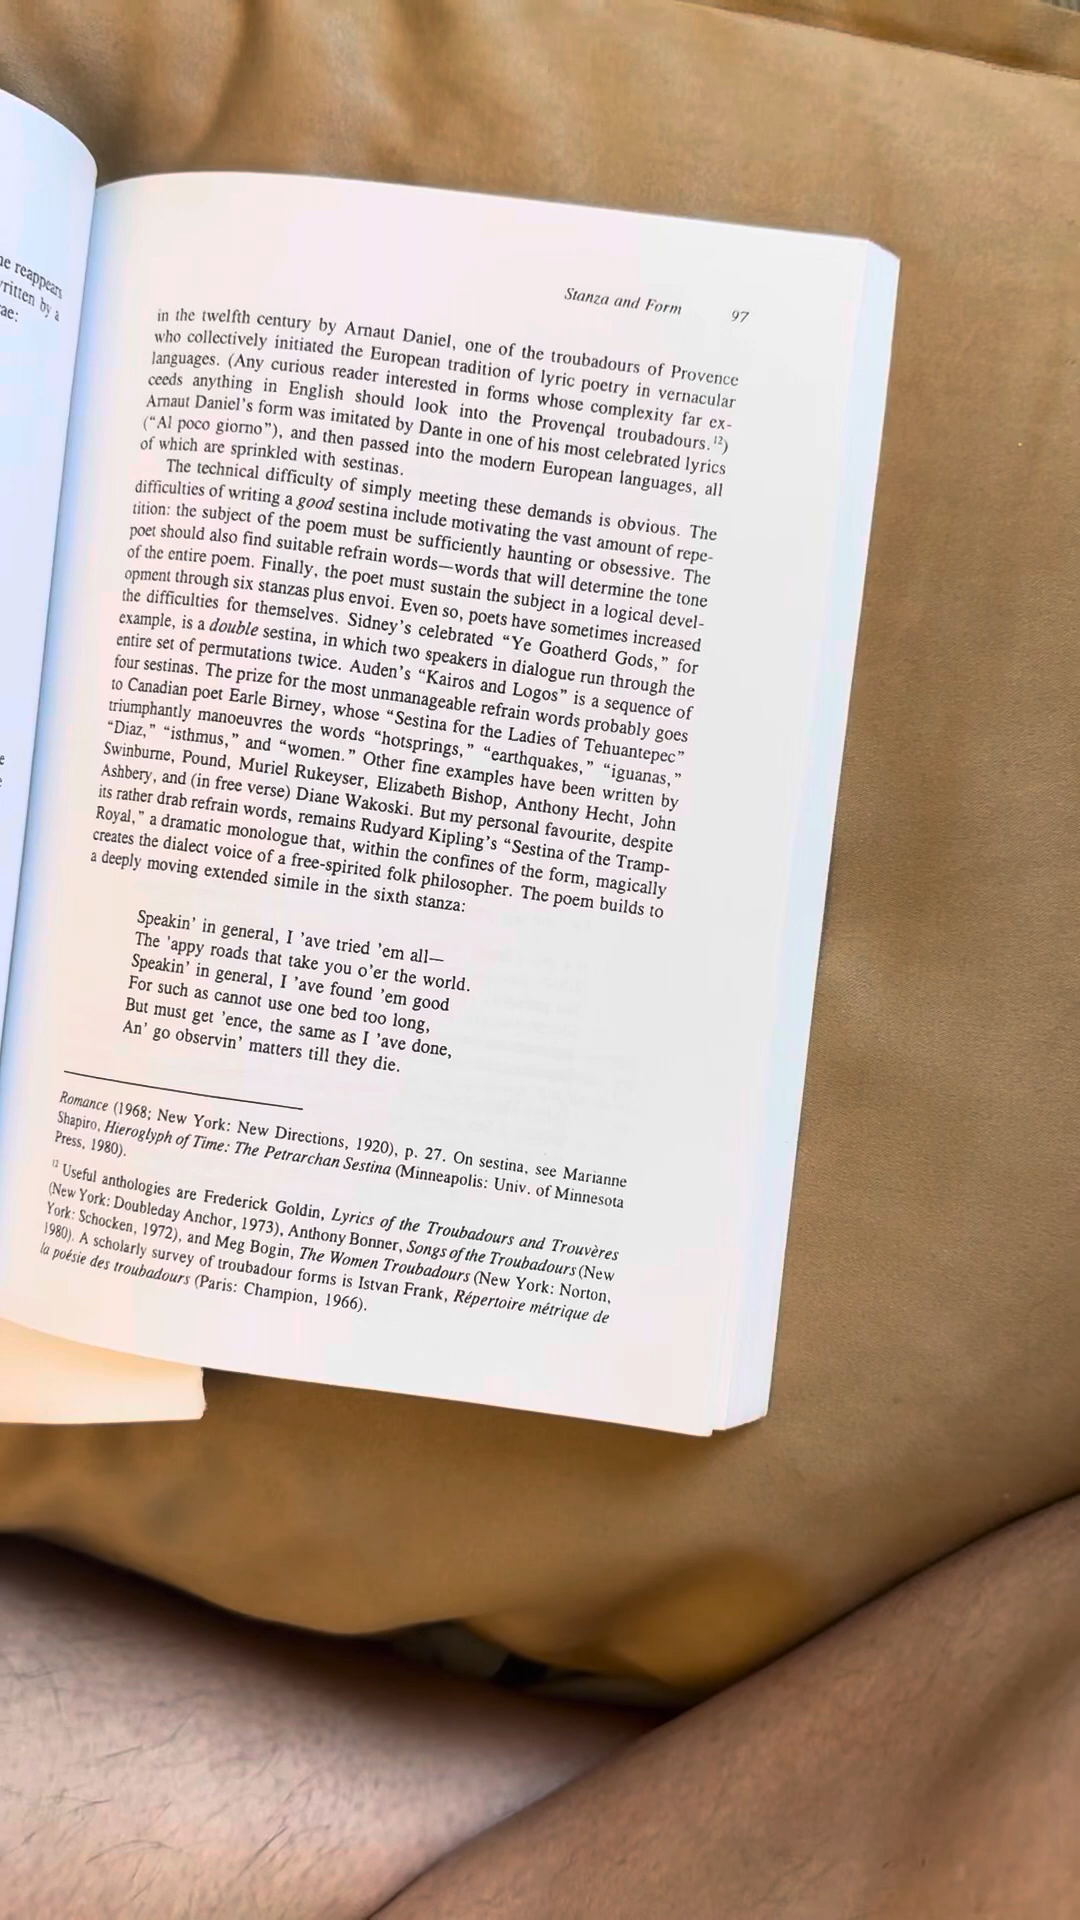 ne reappears
ritten by a
ae:
Stanza and Form 97
in the twelfth century by Arnaut Daniel, one of the troubadours of Provence
who collectively initiated the European tradition of lyric poetry in vernacular
languages. (Any curious reader interested in forms whose complexity far ex-
ceeds anything in English should look into the Provençal troubadours.¹²)
Arnaut Daniel's form was imitated by Dante in one of his most celebrated lyrics
("Al poco giorno"), and then passed into the modern European languages, all
of which are sprinkled with sestinas.
The technical difficulty of simply meeting these demands is obvious. The
difficulties of writing a good sestina include motivating the vast amount of repe-
tition: the subject of the poem must be sufficiently haunting or obsessive. The
poet should also find suitable refrain words—words that will determine the tone
of the entire poem. Finally, the poet must sustain the subject in a logical devel-
opment through six stanzas plus envoi. Even so, poets have sometimes increased
the difficulties for themselves. Sidney's celebrated "Ye Goatherd Gods," for
example, is a double sestina, in which two speakers in dialogue run through the
entire set of permutations twice. Auden's "Kairos and Logos" is a sequence of
four sestinas. The prize for the most unmanageable refrain words probably goes
to Canadian poet Earle Birney, whose "Sestina for the Ladies of Tehuantepec"
triumphantly manoeuvres the words "hotsprings," "earthquakes," "iguanas,"
"Diaz," "isthmus," and "women." Other fine examples have been written by
Swinburne, Pound, Muriel Rukeyser, Elizabeth Bishop, Anthony Hecht, John
Ashbery, and (in free verse) Diane Wakoski. But my personal favourite, despite
its rather drab refrain words, remains Rudyard Kipling's "Sestina of the Tramp-
Royal," a dramatic monologue that, within the confines of the form, magically
creates the dialect voice of a free-spirited folk philosopher. The poem builds to
a deeply moving extended simile in the sixth stanza:
Speakin' in general, I 'ave tried 'em all—
The 'appy roads that take you o'er the world.
Speakin' in general, I 'ave found 'em good
For such as cannot use one bed too long,
But must get 'ence, the same as I 'ave done,
An' go observin' matters till they die.
Romance (1968; New York: New Directions, 1920), p. 27. On sestina, see Marianne
Shapiro, Hieroglyph of Time: The Petrarchan Sestina (Minneapolis: Univ. of Minnesota
Press, 1980).
¹² Useful anthologies are Frederick Goldin, Lyrics of the Troubadours and Trouvères
(New York: Doubleday Anchor, 1973), Anthony Bonner, Songs of the Troubadours (New
York: Schocken, 1972), and Meg Bogin, The Women Troubadours (New York: Norton,
1980). A scholarly survey of troubadour forms is Istvan Frank, Répertoire métrique de
la poésie des troubadours (Paris: Champion, 1966).